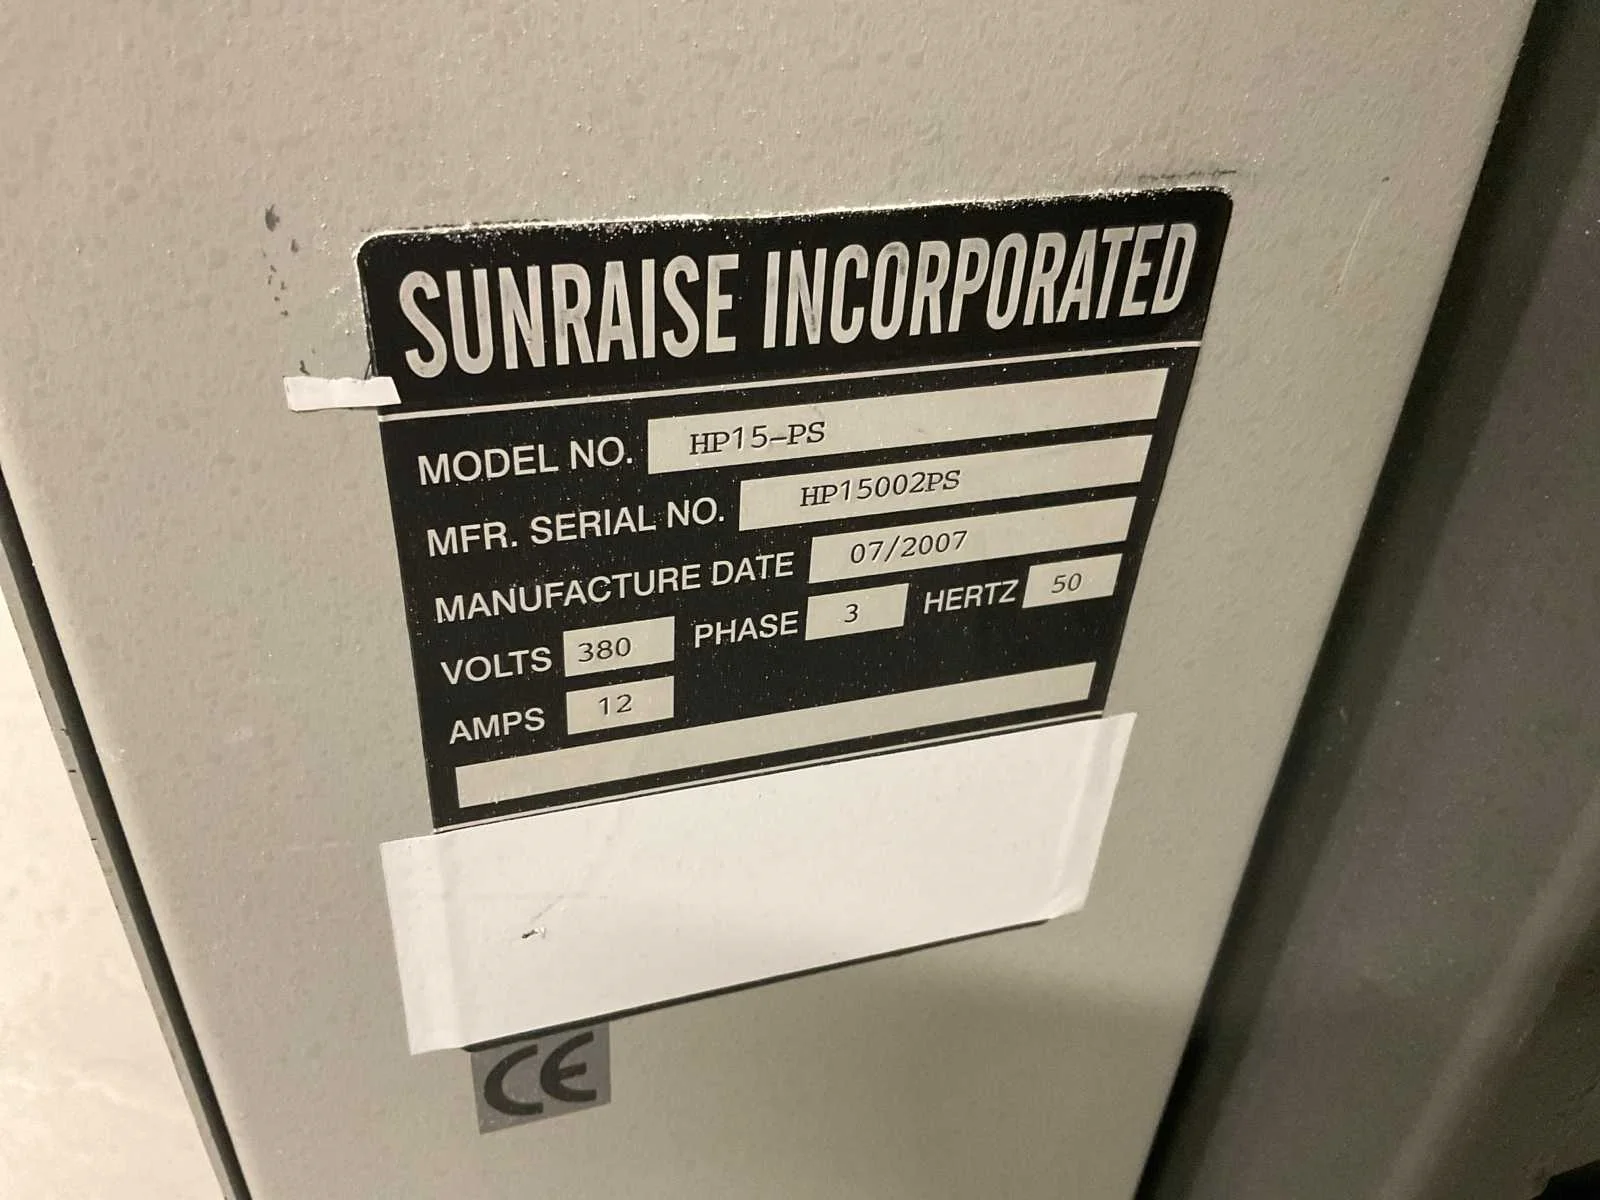 SUNRAISE INCORPORATED
MODEL NO. HP15-PS
MFR. SERIAL NO. HP15002PS
MANUFACTURE DATE 07/2007
VOLTS 380 PHASE 3 HERTZ 50
AMPS 12
CE